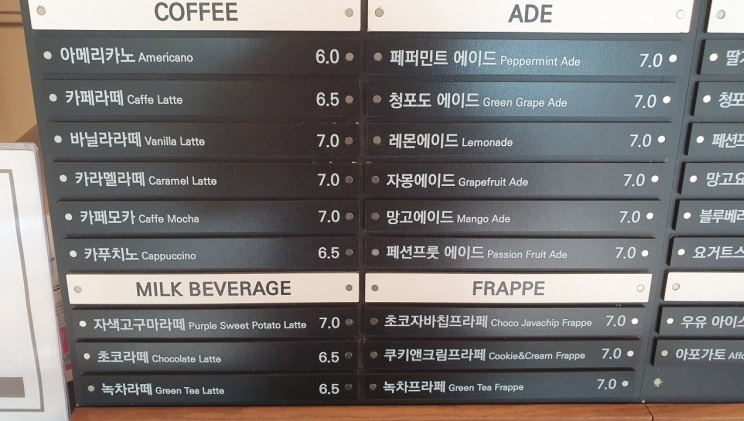 COFFEE
아메리카노 Americano 6.0
카페라떼 Caffe Latte 6.5
바닐라라떼 Vanilla Latte 7.0
카라멜라떼 Caramel Latte 7.0
카페모카 Caffe Mocha 7.0
카푸치노 Cappuccino 6.5
MILK BEVERAGE
자색고구마라떼 Purple Sweet Potato Latte 7.0
초코라떼 Chocolate Latte 6.5
녹차라떼 Green Tea Latte 6.5
ADE
페퍼민트 에이드 Peppermint Ade 7.0
청포도 에이드 Green Grape Ade 7.0
레몬에이드 Lemonade 7.0
자몽에이드 Grapefruit Ade 7.0
망고에이드 Mango Ade 7.0
페션프룻 에이드 Passion Fruit Ade 7.0
FRAPPE
초코자바칩프라페 Choco Javachip Frappe 7.0
쿠키앤크림프라페 Cookie&Cream Frappe 7.0
녹차프라페 Green Tea Frappe 7.0
청포
페션프
망고요
블루베리
요거트스
우유 아이스
아포가토 Affo